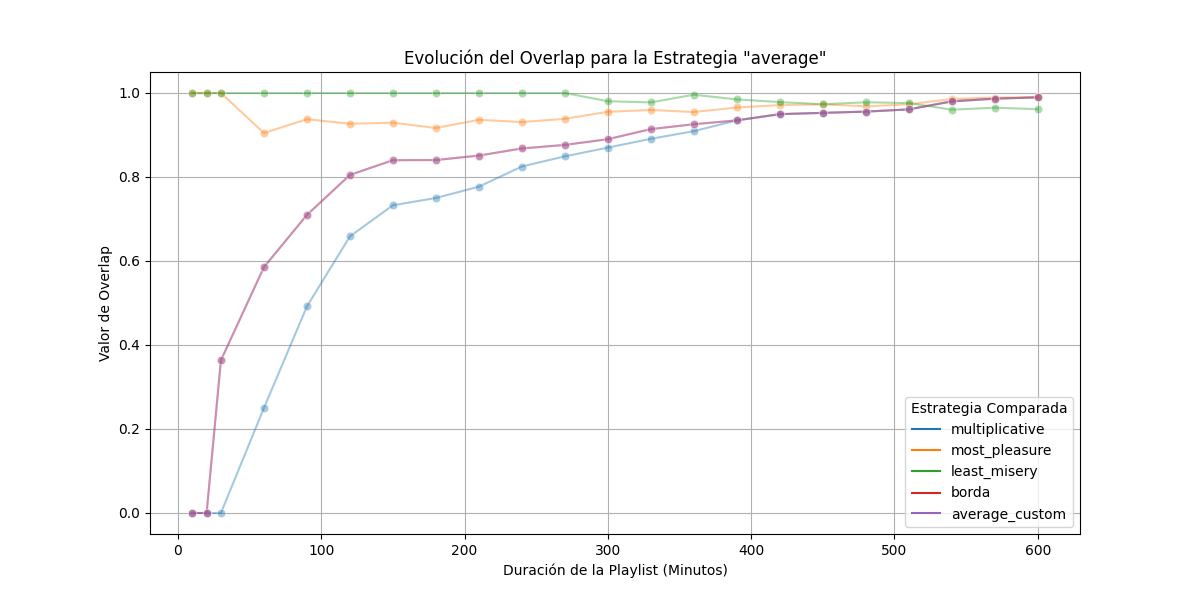 Evolución del Overlap para la Estrategia "average"
1.0
0.8
0.6
0.4
0.2
0.0
Valor de Overlap
0 100 200 300 400 500 600
Duración de la Playlist (Minutos)
Estrategia Comparada
multiplicative
most_pleasure
least_misery
borda
average_custom